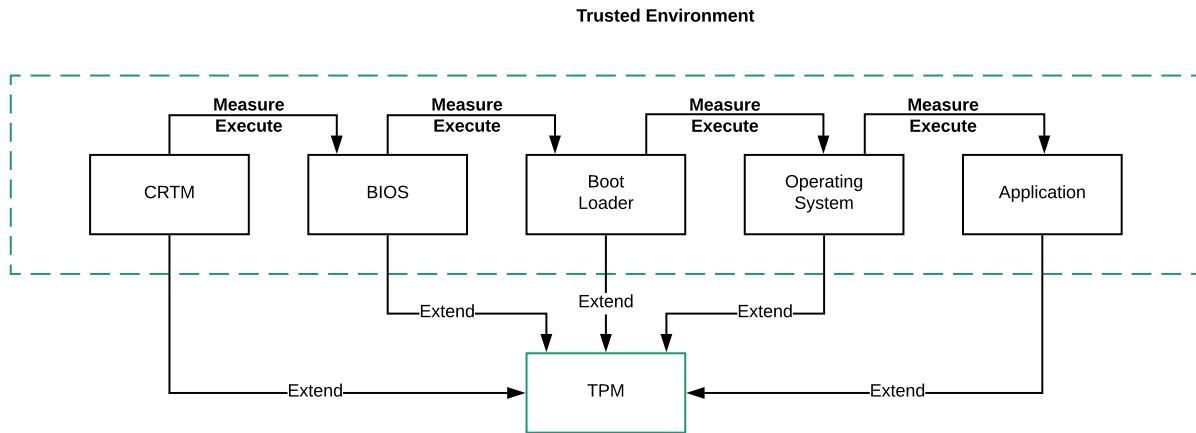 Trusted Environment
Measure
Execute
Measure
Execute
Measure
Execute
Measure
Execute
CRTM
BIOS
Boot
Loader
Operating
System
Application
Extend
Extend
Extend
Extend
TPM
Extend